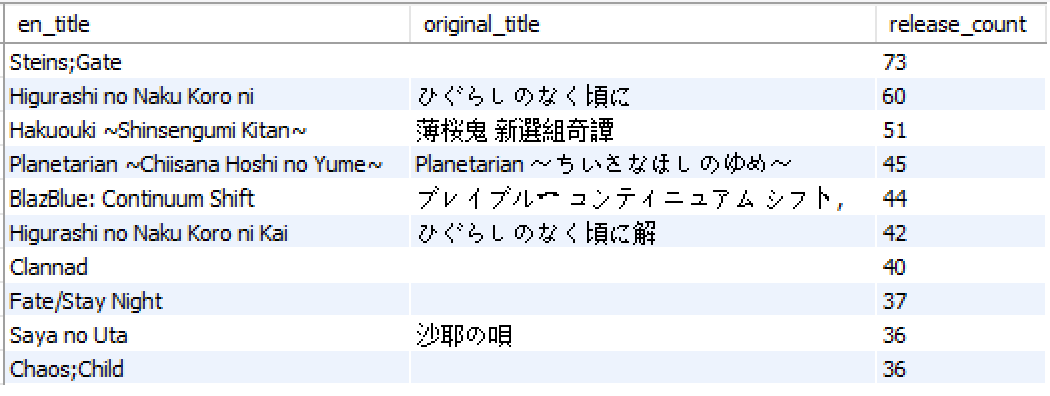 en_title original_title release_count
Steins;Gate 73
Higurashi no Naku Koro ni ひぐらしのなく頃に 60
Hakuouki ~Shinsengumi Kitan~ 薄桜鬼 新選組奇譚 51
Planetarian ~Chiisana Hoshi no Yume~ Planetarian ～ちいさなほしのゆめ～ 45
BlazBlue: Continuum Shift ブレイブルー コンティニュアム シフト, 44
Higurashi no Naku Koro ni Kai ひぐらしのなく頃に解 42
Clannad 40
Fate/Stay Night 37
Saya no Uta 沙耶の唄 36
Chaos;Child 36